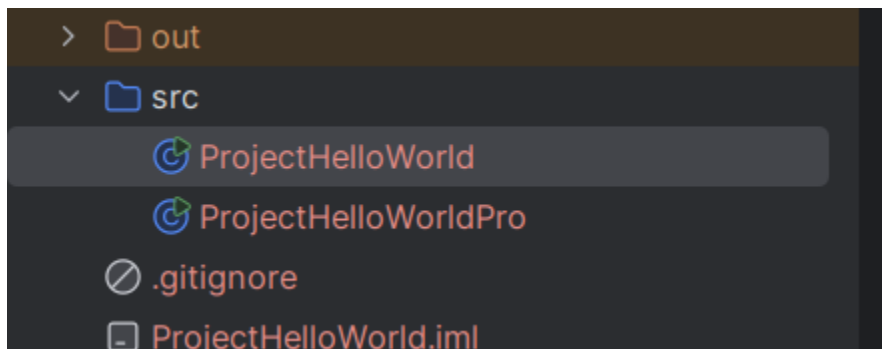 out
src
ProjectHelloWorld
ProjectHelloWorldPro
.gitignore
ProjectHelloWorld.iml